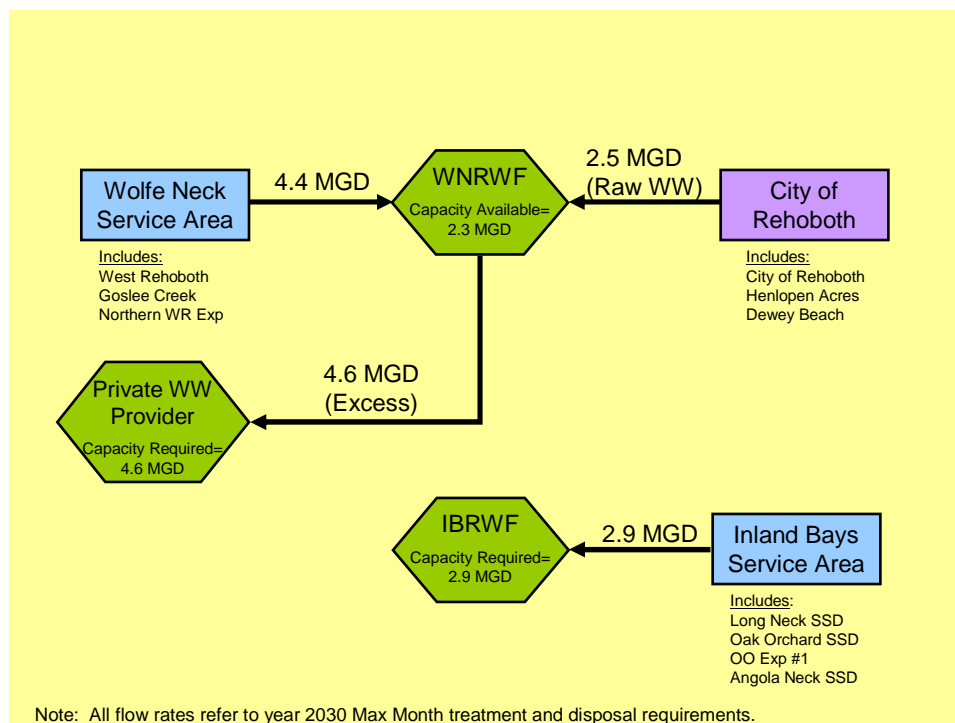 Wolfe Neck
Service Area
Includes:
West Rehoboth
Goslee Creek
Northern WR Exp
4.4 MGD
WNRWF
Capacity Available=
2.3 MGD
2.5 MGD
(Raw WW)
City of
Rehoboth
Includes:
City of Rehoboth
Henlopen Acres
Dewey Beach
Private WW
Provider
Capacity Required=
4.6 MGD
4.6 MGD
(Excess)
IBRWF
Capacity Required=
2.9 MGD
2.9 MGD
Inland Bays
Service Area
Includes:
Long Neck SSD
Oak Orchard SSD
OO Exp #1
Angola Neck SSD
Note:  All flow rates refer to year 2030 Max Month treatment and disposal requirements.